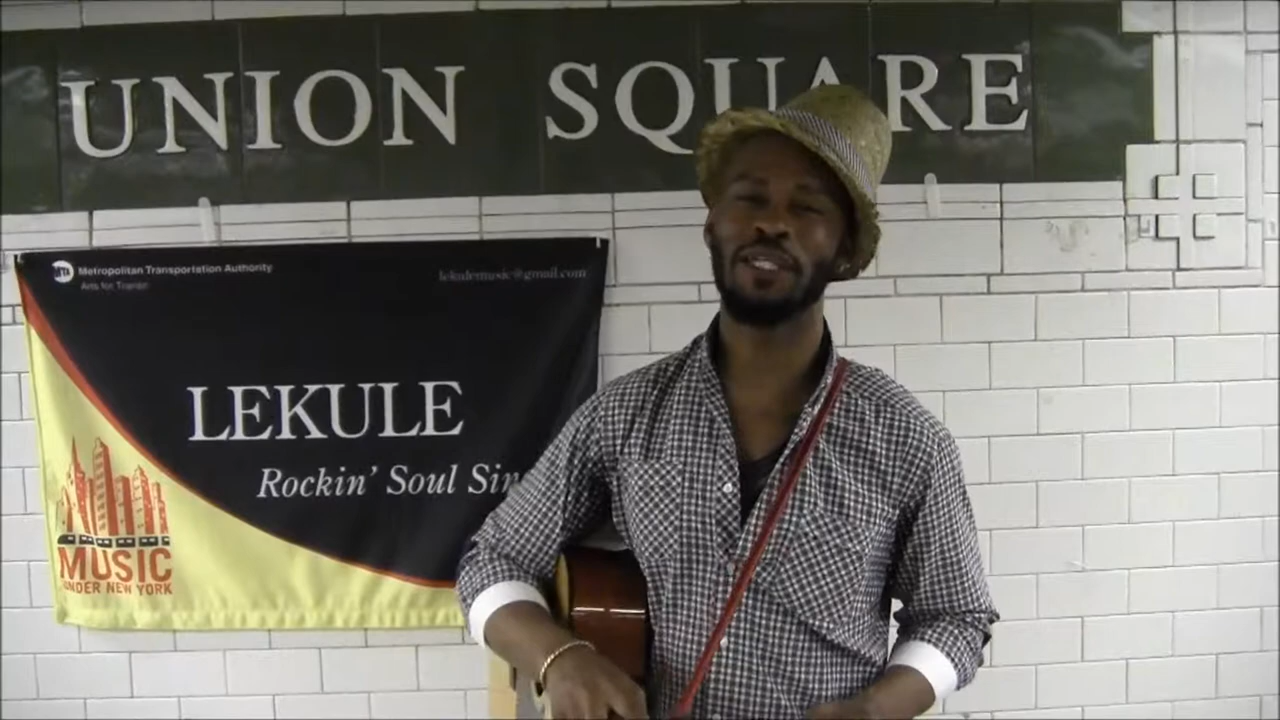 UNION SQUARE
MTA Metropolitan Transportation Authority
Arts for Transit
lekulemusic@gmail.com
LEKULE
Rockin' Soul Sin
MUSIC
UNDER NEW YORK